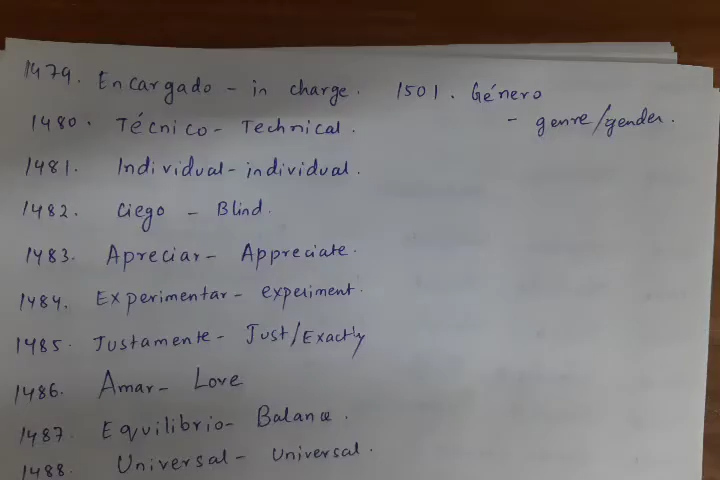 1479. Encargado - in charge.
1480. Técnico - Technical.
1481. Individual - individual.
1482. Ciego - Blind.
1483. Apreciar - Appreciate.
1484. Experimentar - experiment.
1485. Justamente - Just/Exactly
1486. Amar - Love
1487. Equilibrio - Balance.
1488. Universal - Universal.
1501. Género
- genre/gender.